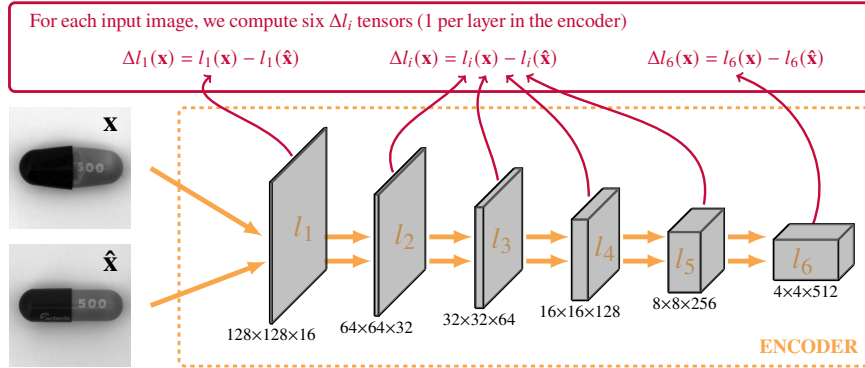 For each input image, we compute six Δl_i tensors (1 per layer in the encoder)
Δl_1(x) = l_1(x) − l_1(x̂) Δl_i(x) = l_i(x) − l_i(x̂) Δl_6(x) = l_6(x) − l_6(x̂)
x
500
x̂
500
actavis
l_1
l_2
l_3
l_4
l_5
l_6
128×128×16
64×64×32
32×32×64
16×16×128
8×8×256
4×4×512
ENCODER